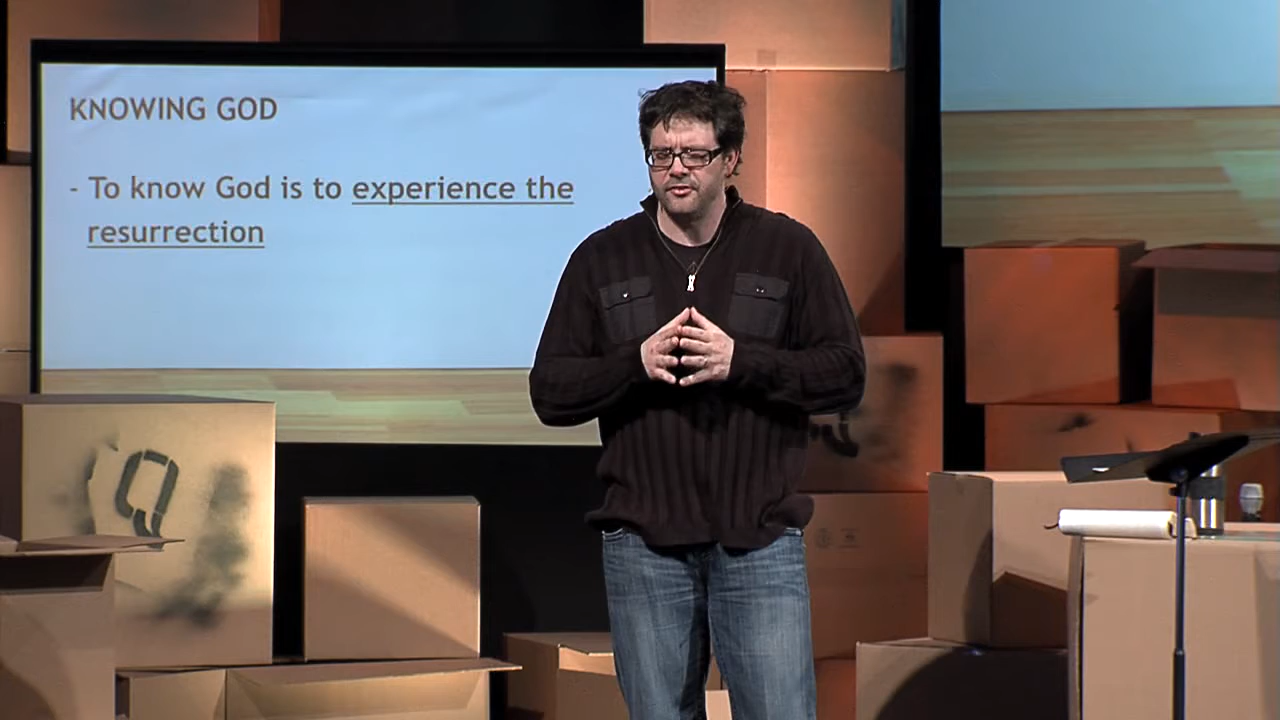 KNOWING GOD
- To know God is to experience the
resurrection
Q